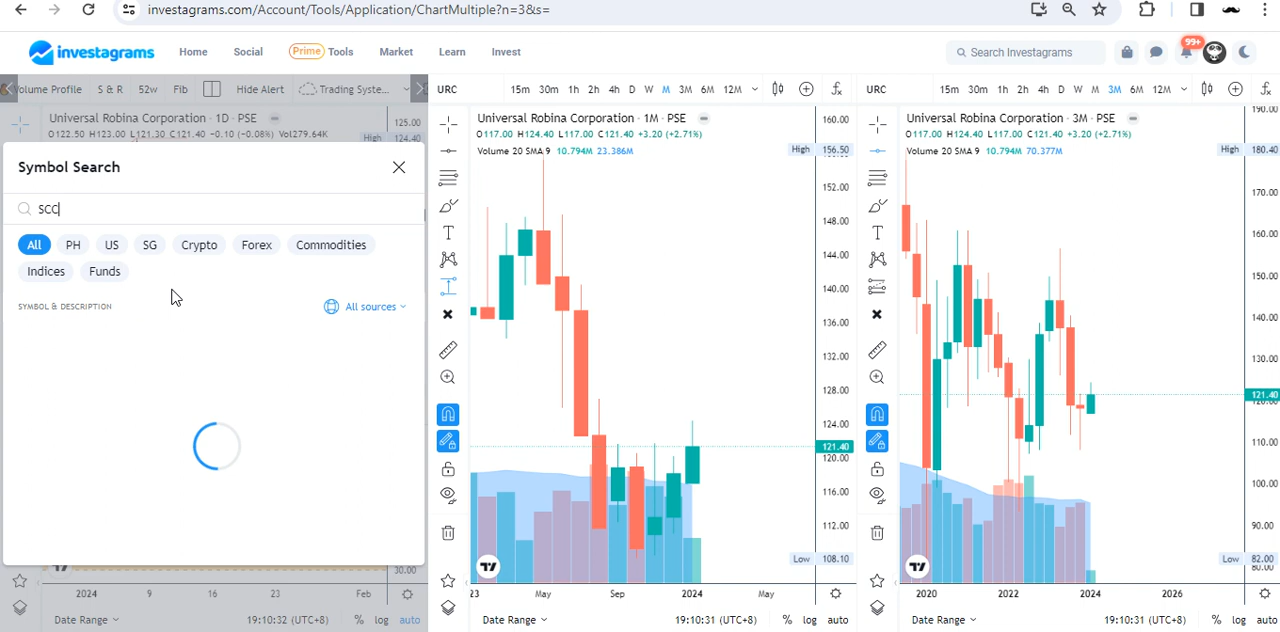 investagrams.com/Account/Tools/Application/ChartMultiple?n=3&s=
investagrams
Home
Social
Prime Tools
Market
Learn
Invest
Search Investagrams
99+
Volume Profile
S & R
52w
Fib
Hide Alert
Trading Syste...
Universal Robina Corporation · 1D · PSE
O122.50 H123.00 L121.30 C121.40 -0.10 (-0.08%) Vol279.64K
125.00
High 124.40
Symbol Search
SCC
All
PH
US
SG
Crypto
Forex
Commodities
Indices
Funds
SYMBOL & DESCRIPTION
All sources
30.00
2024
9
16
23
Feb
Date Range
19:10:32 (UTC+8)
%
log
auto
URC
15m
30m
1h
2h
4h
D
W
M
3M
6M
12M
Universal Robina Corporation · 1M · PSE
O117.00 H124.40 L117.00 C121.40 +3.20 (+2.71%)
Volume 20 SMA 9 10.794M 23.386M
160.00
High 156.50
152.00
148.00
144.00
140.00
136.00
132.00
128.00
124.00
121.40
120.00
116.00
112.00
Low 108.10
23
May
Sep
2024
May
Date Range
19:10:31 (UTC+8)
%
log
auto
URC
15m
30m
1h
2h
4h
D
W
M
3M
6M
12M
Universal Robina Corporation · 3M · PSE
O117.00 H124.40 L117.00 C121.40 +3.20 (+2.71%)
Volume 20 SMA 9 10.794M 70.377M
190.00
High 180.40
170.00
160.00
150.00
140.00
130.00
121.40
120.00
110.00
100.00
90.00
Low 82.00
80.00
2020
2022
2024
2026
Date Range
19:10:31 (UTC+8)
%
log
auto